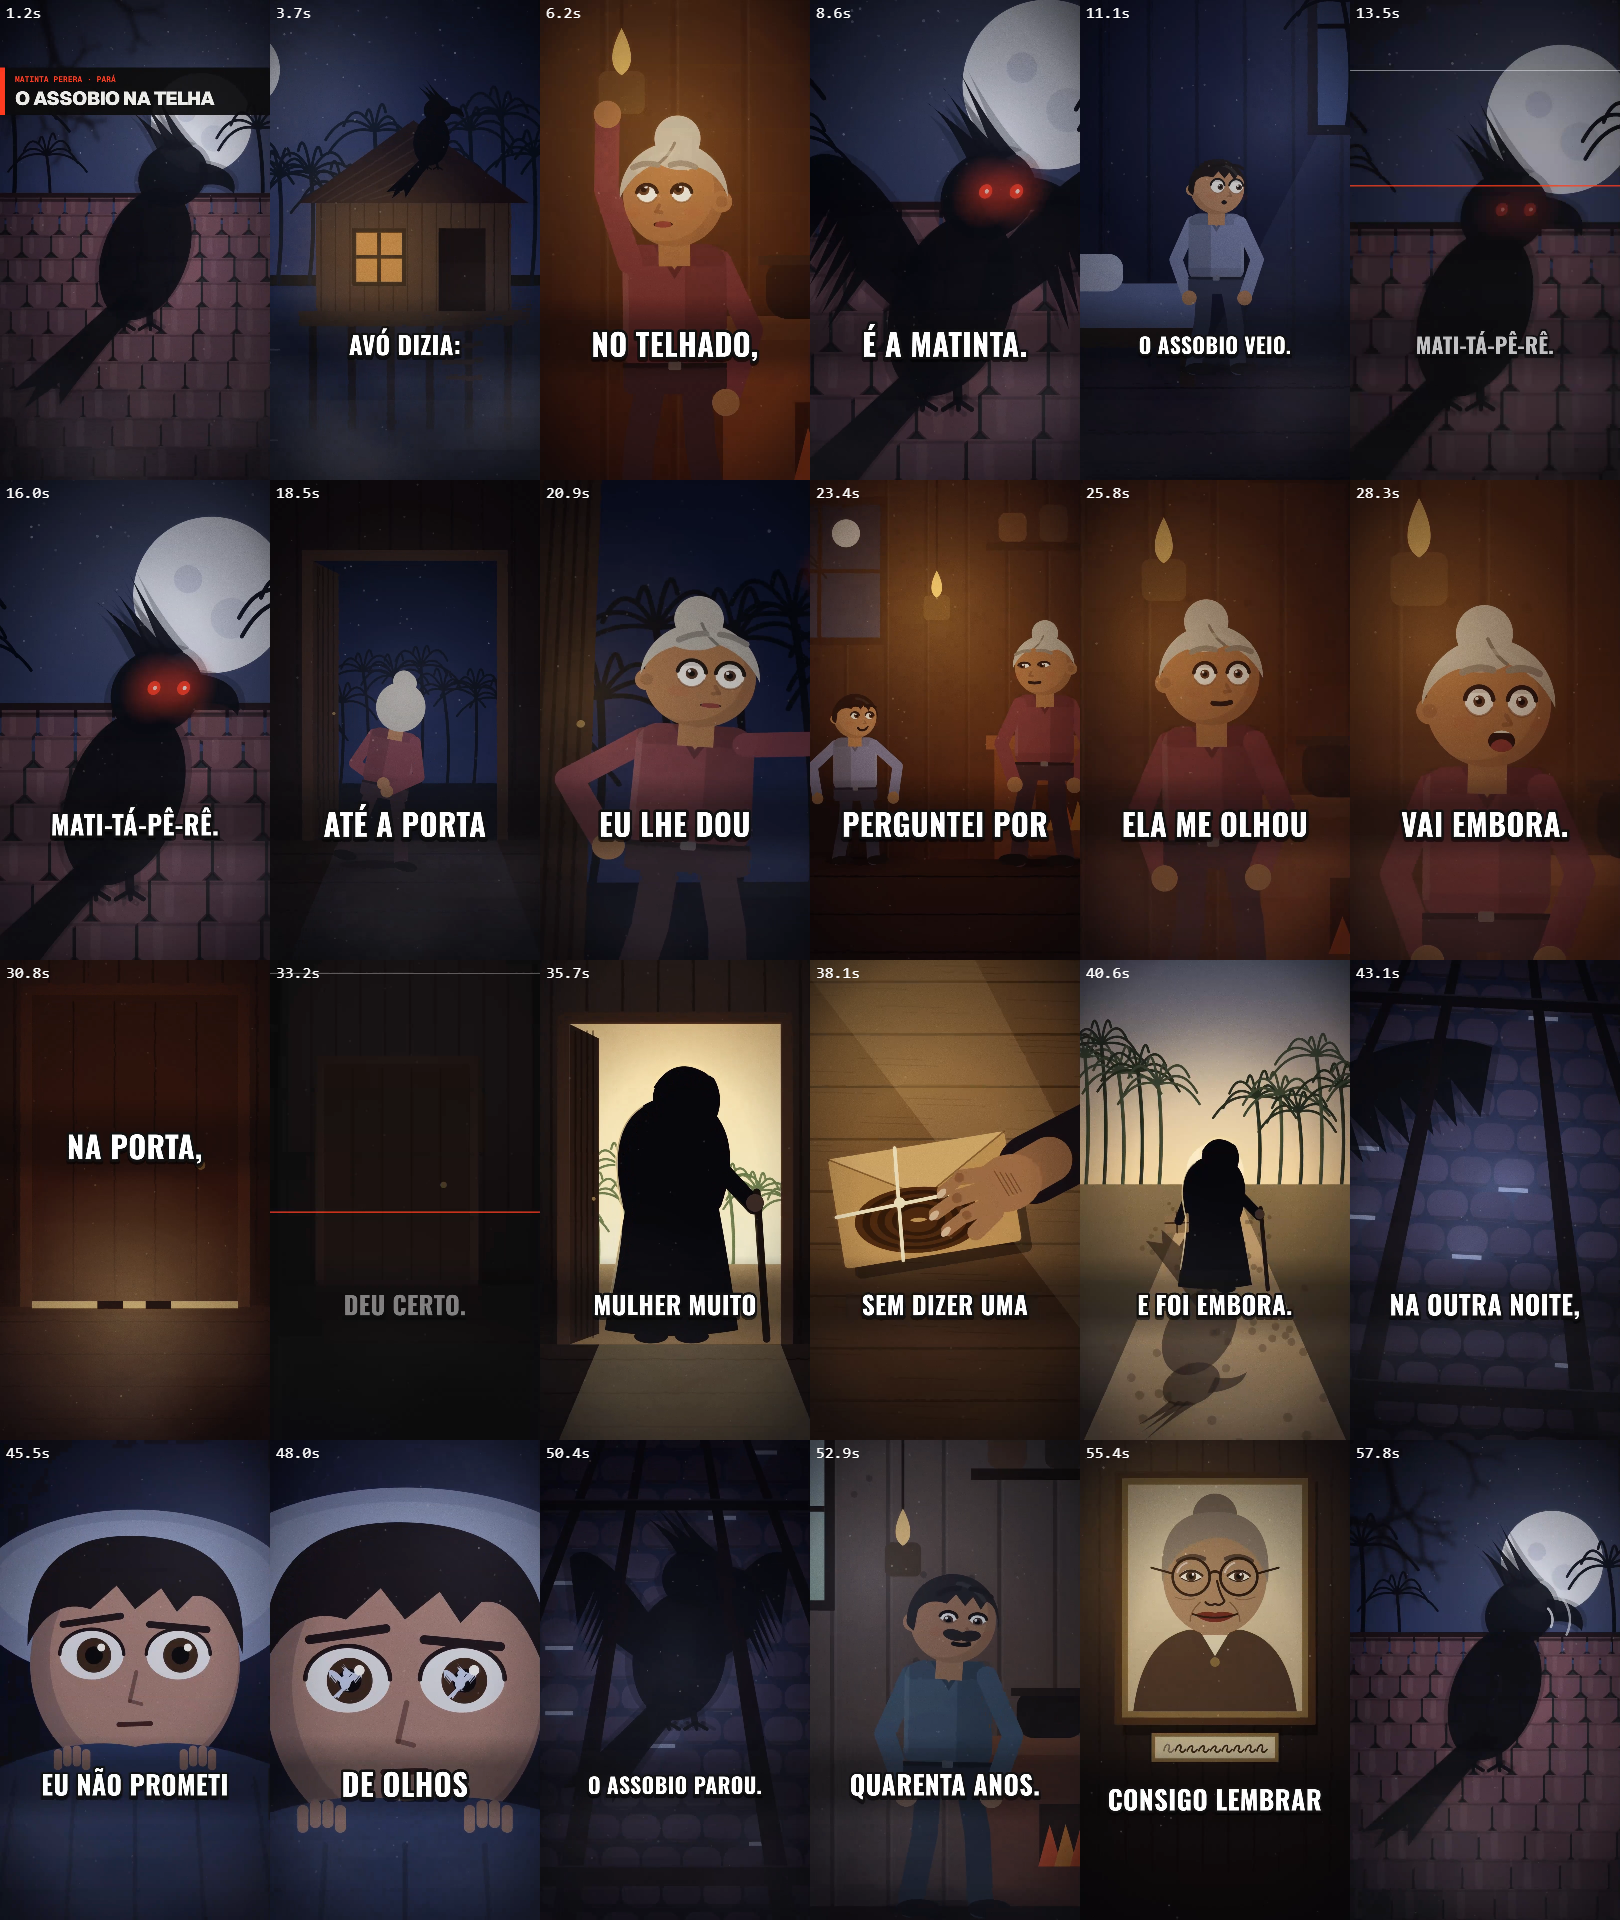 1.2s
MATINTA PERERA · PARÁ
O ASSOBIO NA TELHA
3.7s
AVÓ DIZIA:
6.2s
NO TELHADO,
8.6s
É A MATINTA.
11.1s
O ASSOBIO VEIO.
13.5s
MATI-TÁ-PÊ-RÊ.
16.0s
MATI-TÁ-PÊ-RÊ.
18.5s
ATÉ A PORTA
20.9s
EU LHE DOU
23.4s
PERGUNTEI POR
25.8s
ELA ME OLHOU
28.3s
VAI EMBORA.
30.8s
NA PORTA,
33.2s
DEU CERTO.
35.7s
MULHER MUITO
38.1s
SEM DIZER UMA
40.6s
E FOI EMBORA.
43.1s
NA OUTRA NOITE,
45.5s
EU NÃO PROMETI
48.0s
DE OLHOS
50.4s
O ASSOBIO PAROU.
52.9s
QUARENTA ANOS.
55.4s
CONSIGO LEMBRAR
57.8s